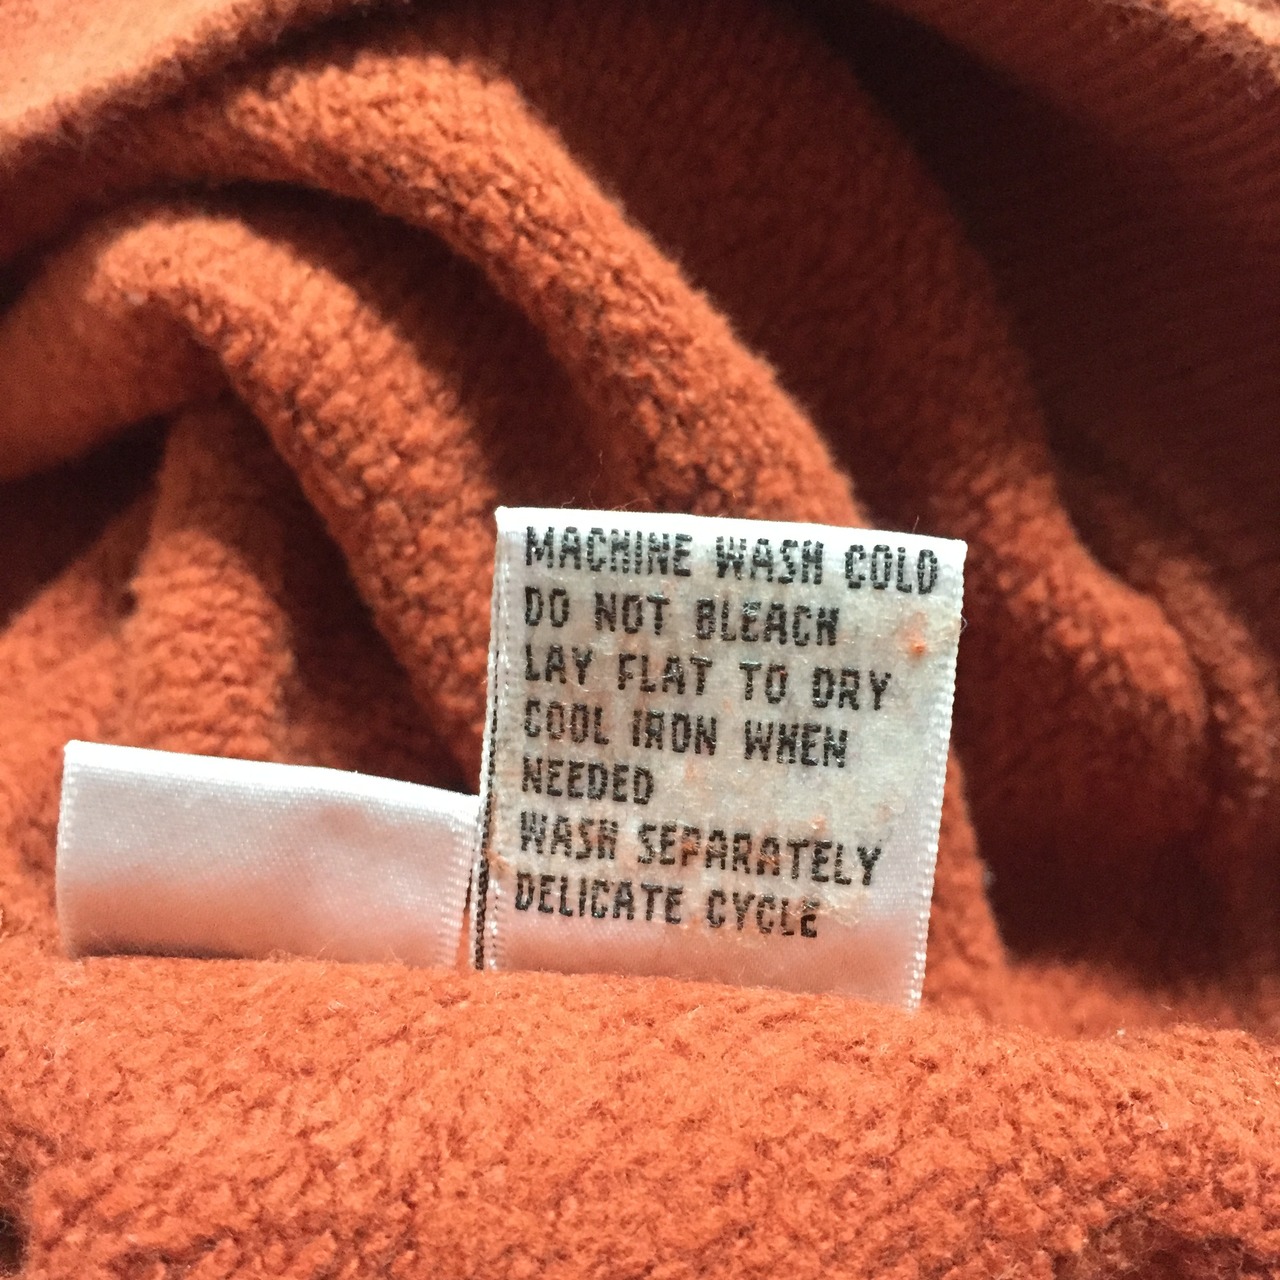 MACHINE WASH COLD
DO NOT BLEACH
LAY FLAT TO DRY
COOL IRON WHEN
NEEDED
WASH SEPARATELY
DELICATE CYCLE